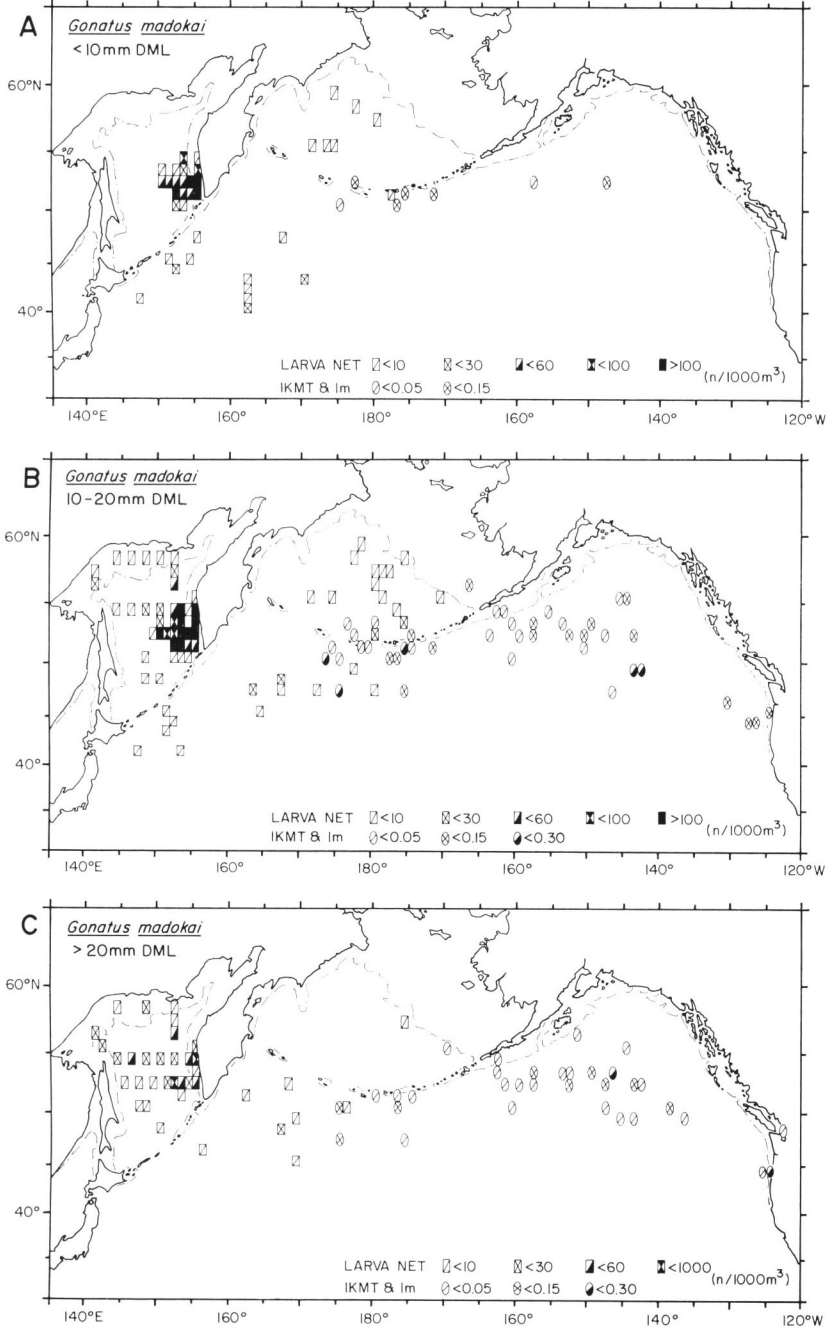 A
Gonatus madokai
< 10mm DML
60°N
40°
LARVA NET <10 <30 <60 <100 >100 (n/1000m³)
IKMT & 1m <0.05 <0.15
140°E 160° 180° 160° 140° 120°W
B
Gonatus madokai
10-20mm DML
60°N
40°
LARVA NET <10 <30 <60 <100 >100 (n/1000m³)
IKMT & 1m <0.05 <0.15 <0.30
140°E 160° 180° 160° 140° 120°W
C
Gonatus madokai
> 20mm DML
60°N
40°
LARVA NET <10 <30 <60 <1000 (n/1000m³)
IKMT & 1m <0.05 <0.15 <0.30
140°E 160° 180° 160° 140° 120°W